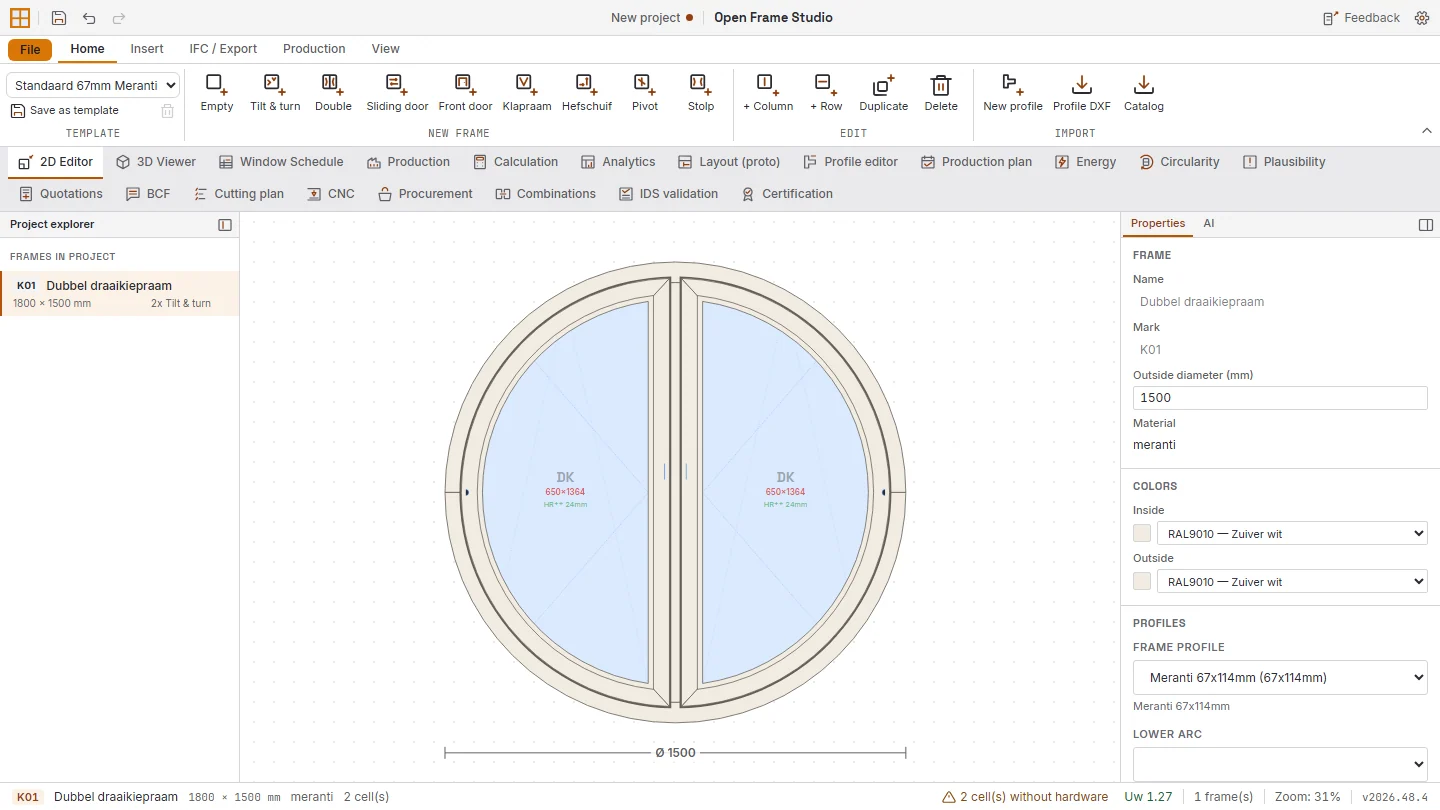 New project
Open Frame Studio
Feedback
File
Home
Insert
IFC / Export
Production
View
Standaard 67mm Meranti
Save as template
TEMPLATE
Empty
Tilt & turn
Double
Sliding door
Front door
Klapraam
Hefschuif
Pivot
Stolp
NEW FRAME
+ Column
+ Row
Duplicate
Delete
EDIT
New profile
Profile DXF
Catalog
IMPORT
2D Editor
3D Viewer
Window Schedule
Production
Calculation
Analytics
Layout (proto)
Profile editor
Production plan
Energy
Circularity
Plausibility
Quotations
BCF
Cutting plan
CNC
Procurement
Combinations
IDS validation
Certification
Project explorer
FRAMES IN PROJECT
K01 Dubbel draaikiepraam
1800 × 1500 mm 2x Tilt & turn
DK
650×1364
HR** 24mm
DK
650×1364
HR** 24mm
Ø 1500
Properties
AI
FRAME
Name
Dubbel draaikiepraam
Mark
K01
Outside diameter (mm)
1500
Material
meranti
COLORS
Inside
RAL9010 — Zuiver wit
Outside
RAL9010 — Zuiver wit
PROFILES
FRAME PROFILE
Meranti 67x114mm (67x114mm)
Meranti 67x114mm
LOWER ARC
K01 Dubbel draaikiepraam 1800 × 1500 mm meranti 2 cell(s)
2 cell(s) without hardware Uw 1.27 1 frame(s) Zoom: 31% v2026.48.4